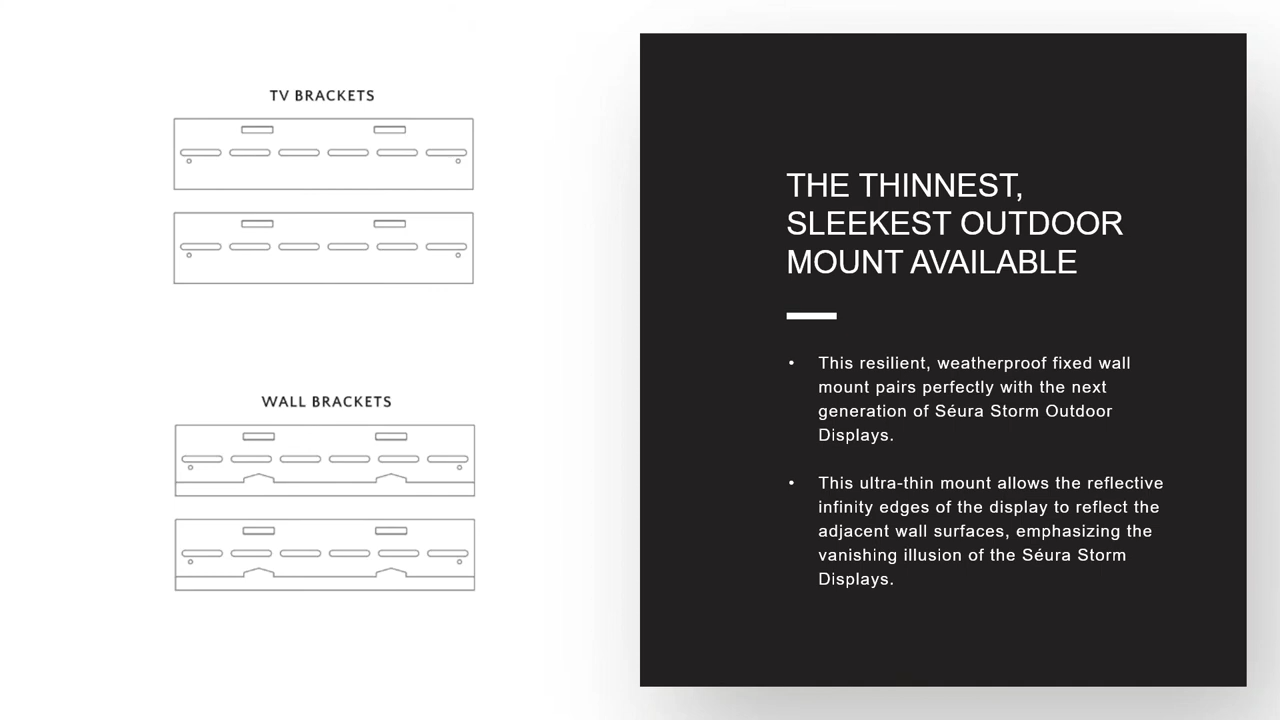 TV BRACKETS
WALL BRACKETS
THE THINNEST,
SLEEKEST OUTDOOR
MOUNT AVAILABLE
• This resilient, weatherproof fixed wall
mount pairs perfectly with the next
generation of Séura Storm Outdoor
Displays.
• This ultra-thin mount allows the reflective
infinity edges of the display to reflect the
adjacent wall surfaces, emphasizing the
vanishing illusion of the Séura Storm
Displays.